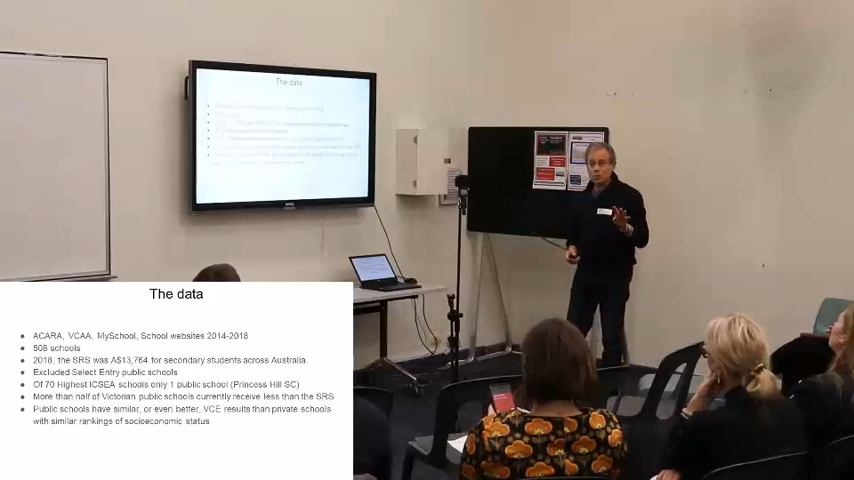 The data
The data
• ACARA, VCAA. MySchool, School websites 2014-2018
• 508 schools
• 2018, the SRS was A$13,764 for secondary students across Australia.
• Excluded Select Entry public schools
• Of 70 Highest ICSEA schools only 1 public school (Princess Hill SC)
• More than half of Victorian public schools currently receive less than the SRS
• Public schools have similar, or even better, VCE results than private schools
with similar rankings of socioeconomic status